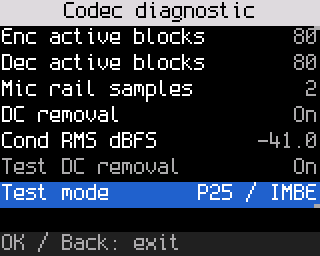 Codec diagnostic
Enc active blocks 80
Dec active blocks 80
Mic rail samples 2
DC removal On
Cond RMS dBFS -41.0
Test DC removal On
Test mode P25 / IMBE
OK / Back: exit